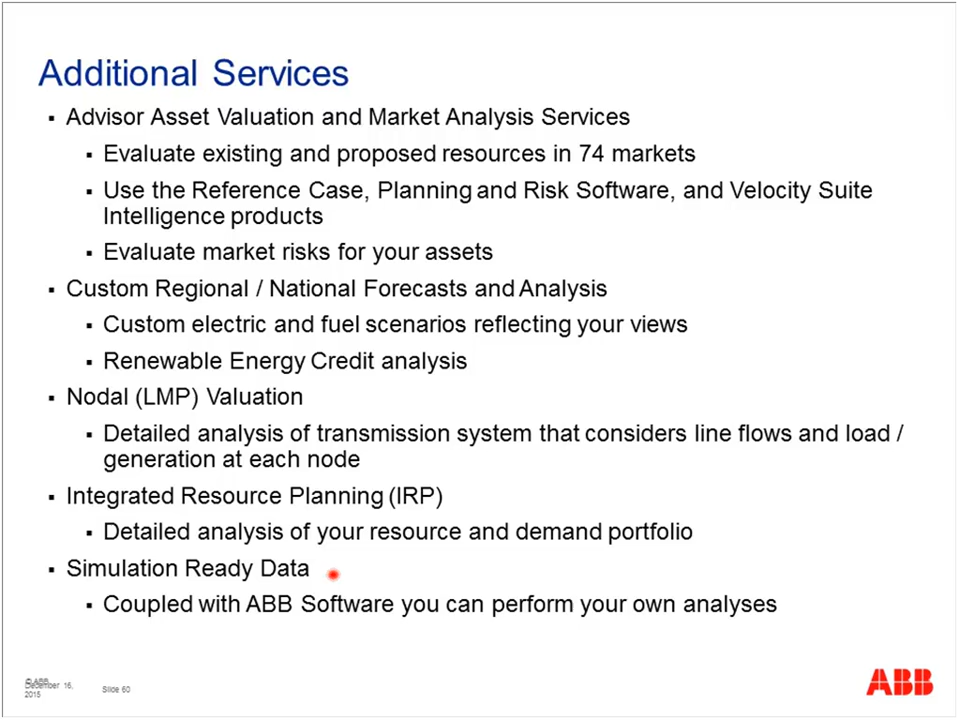 Additional Services
▪ Advisor Asset Valuation and Market Analysis Services
▪ Evaluate existing and proposed resources in 74 markets
▪ Use the Reference Case, Planning and Risk Software, and Velocity Suite
Intelligence products
▪ Evaluate market risks for your assets
▪ Custom Regional / National Forecasts and Analysis
▪ Custom electric and fuel scenarios reflecting your views
▪ Renewable Energy Credit analysis
▪ Nodal (LMP) Valuation
▪ Detailed analysis of transmission system that considers line flows and load /
generation at each node
▪ Integrated Resource Planning (IRP)
▪ Detailed analysis of your resource and demand portfolio
▪ Simulation Ready Data
▪ Coupled with ABB Software you can perform your own analyses
© ABB
December 16,
2015
Slide 60
ABB